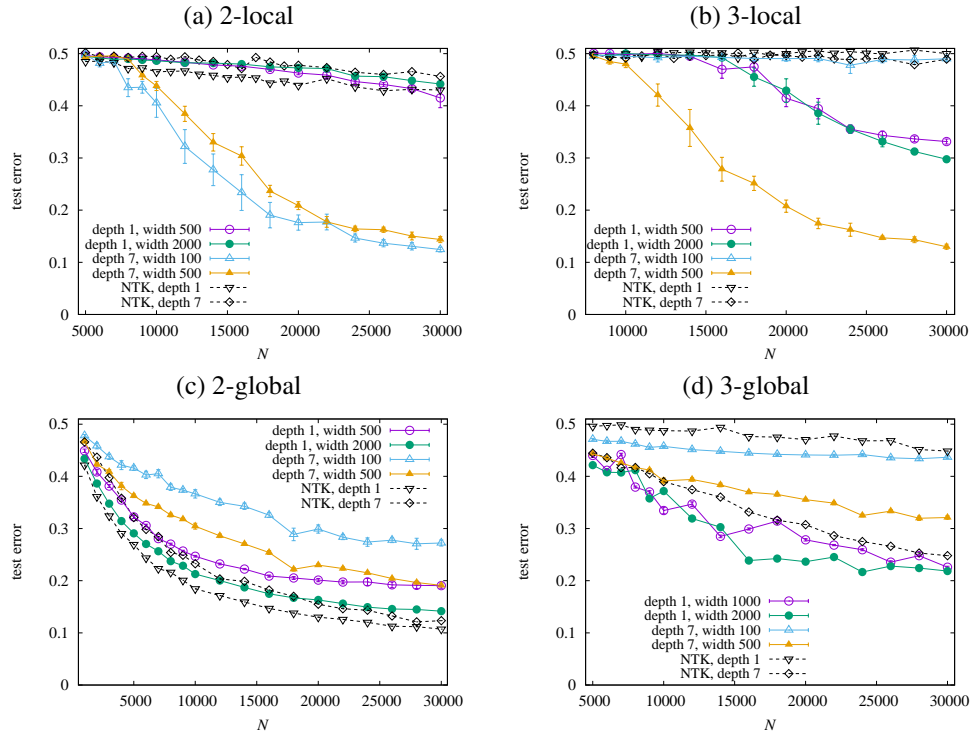 (a) 2-local
0.5
0.4
0.3
0.2
0.1
0
test error
depth 1, width 500
depth 1, width 2000
depth 7, width 100
depth 7, width 500
NTK, depth 1
NTK, depth 7
5000 10000 15000 20000 25000 30000
N
(b) 3-local
0.5
0.4
0.3
0.2
0.1
0
test error
depth 1, width 500
depth 1, width 2000
depth 7, width 100
depth 7, width 500
NTK, depth 1
NTK, depth 7
10000 15000 20000 25000 30000
N
(c) 2-global
0.5
0.4
0.3
0.2
0.1
0
test error
depth 1, width 500
depth 1, width 2000
depth 7, width 100
depth 7, width 500
NTK, depth 1
NTK, depth 7
5000 10000 15000 20000 25000 30000
N
(d) 3-global
0.5
0.4
0.3
0.2
0.1
0
test error
depth 1, width 1000
depth 1, width 2000
depth 7, width 100
depth 7, width 500
NTK, depth 1
NTK, depth 7
5000 10000 15000 20000 25000 30000
N